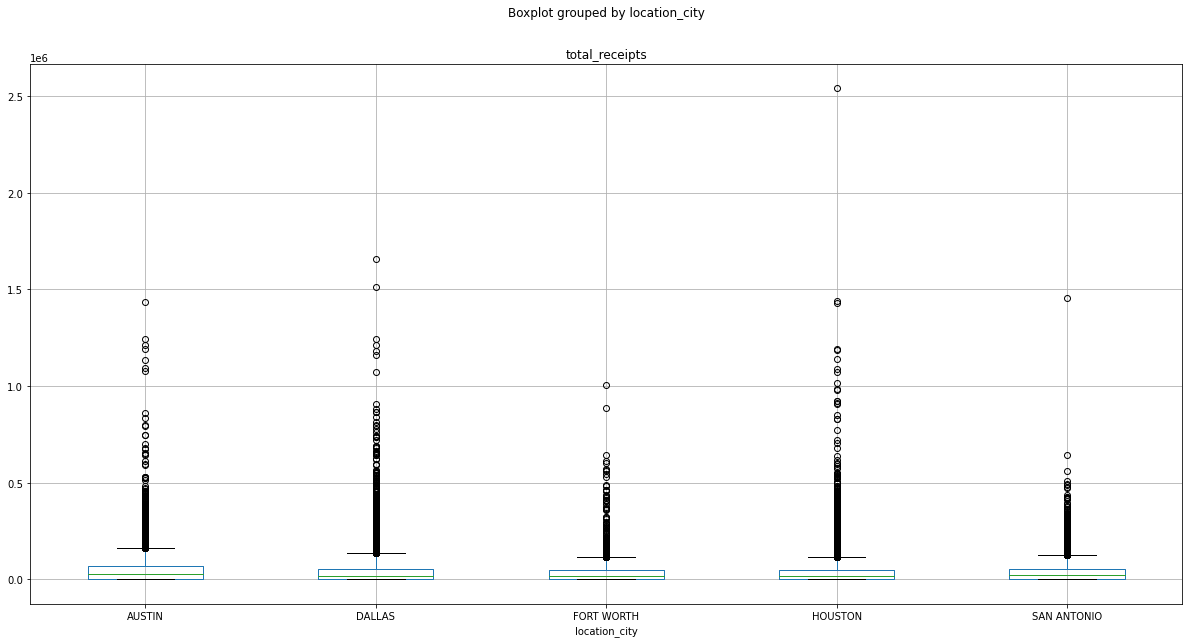 Boxplot grouped by location_city
total_receipts
1e6
2.5
2.0
1.5
1.0
0.5
0.0
AUSTIN DALLAS FORT WORTH HOUSTON SAN ANTONIO
location_city